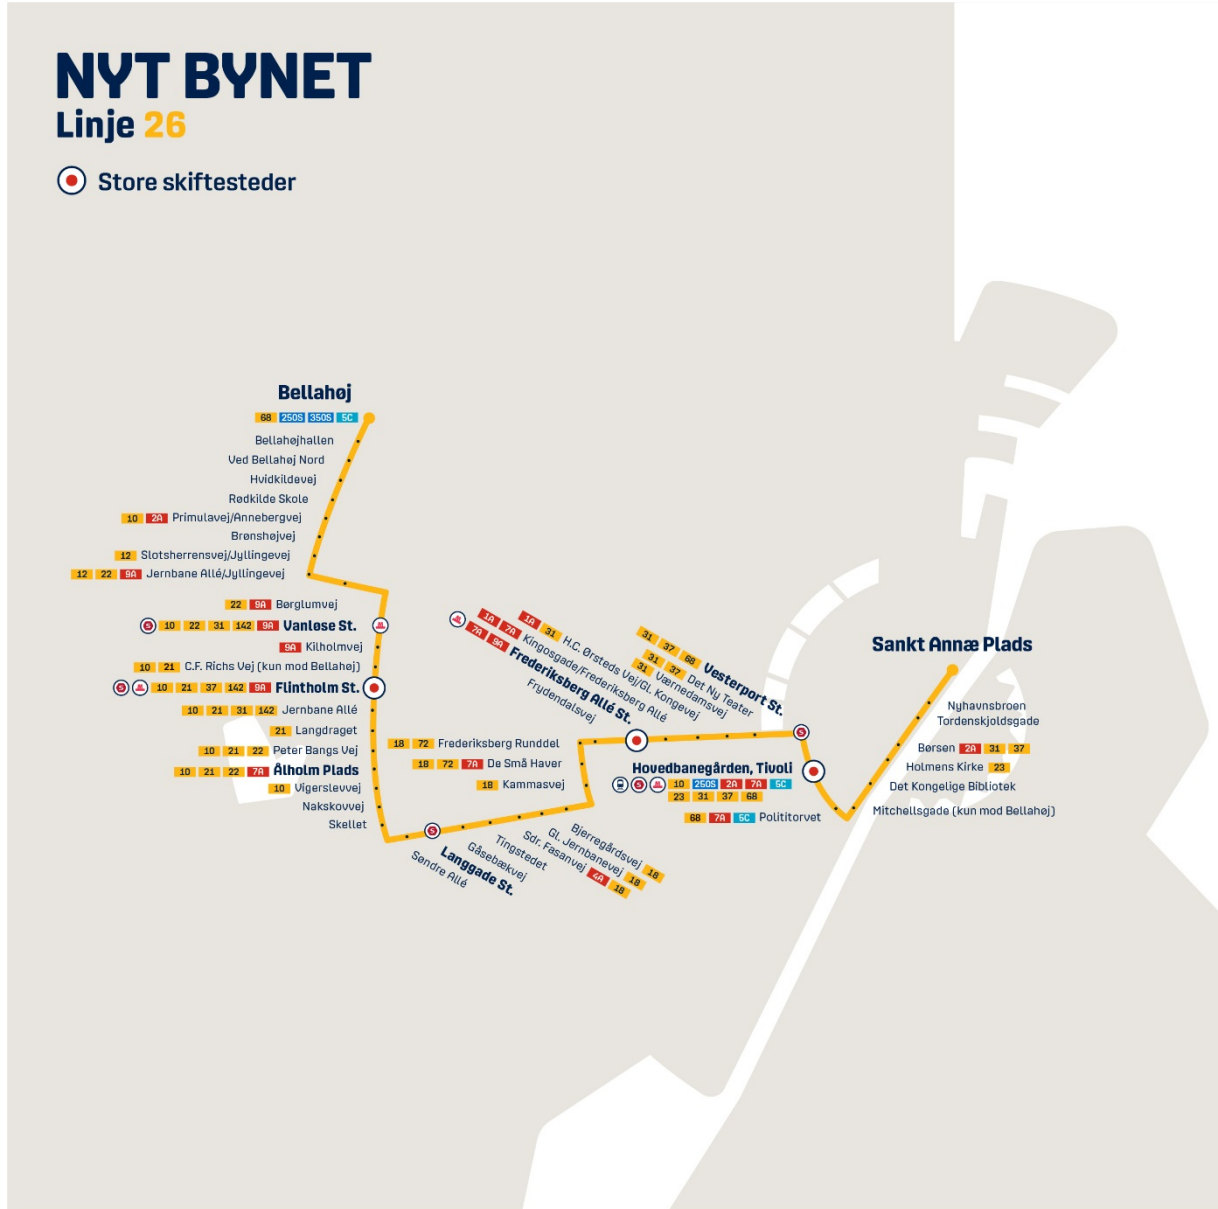 NYT BYNET
Linje 26
Store skiftesteder
Bellahøj
68 250S 350S 5C
Bellahøjhallen
Ved Bellahøj Nord
Hvidkildevej
Rødkilde Skole
10 2A Primulavej/Annebergvej
Brønshøjvej
12 Slotsherrensvej/Jyllingevej
12 22 9A Jernbane Allé/Jyllingevej
22 9A Børglumvej
S 10 22 31 142 9A Vanløse St.
9A Kilholmvej
10 21 C.F. Richs Vej (kun mod Bellahøj)
S 10 21 37 142 9A Flintholm St.
10 21 31 142 Jernbane Allé
21 Langdraget
10 21 22 Peter Bangs Vej
10 21 22 7A Ålholm Plads
10 Vigerslevvej
Nakskovvej
Skellet
Søndre Allé
S
Langgade St.
Gåsebækvej
Tingstedet
Sdr. Fasanvej 4A 18
Gl. Jernbanevej 18
Bjerregårdsvej 18
18 Kammasvej
18 72 7A De Små Haver
18 72 Frederiksberg Runddel
Frydendalsvej
7A 9A Frederiksberg Allé St.
1A 7A Kingosgade/Frederiksberg Allé
1A 31 H.C. Ørsteds Vej/Gl. Kongevej
31 Værnedamsvej
31 37 Det Ny Teater
31 37 68 Vesterport St.
S
Hovedbanegården, Tivoli
S 10 250S 2A 7A 5C
23 31 37 68
68 7A 5C Polititorvet
Sankt Annæ Plads
Nyhavnsbroen
Tordenskjoldsgade
Børsen 2A 31 37
Holmens Kirke 23
Det Kongelige Bibliotek
Mitchellsgade (kun mod Bellahøj)